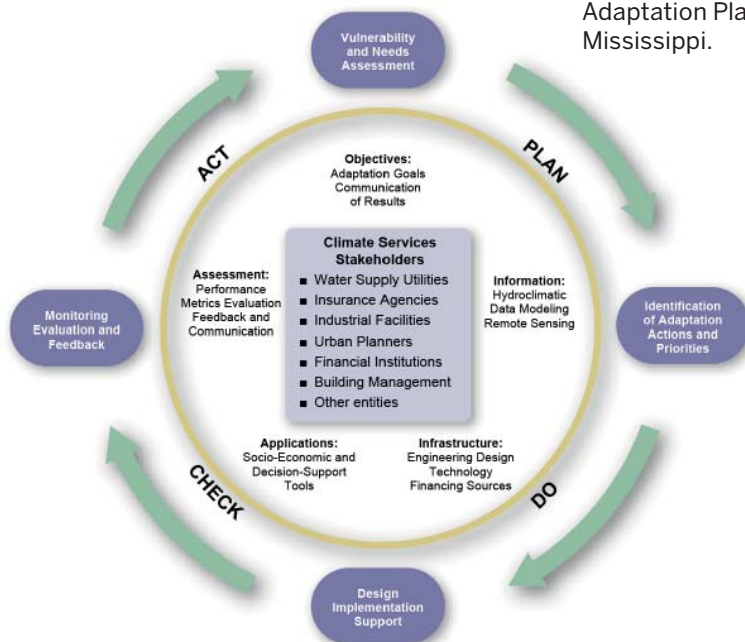 Adaptation Pla
Mississippi.
Vulnerability
and Needs
Assessment
ACT
PLAN
Objectives:
Adaptation Goals
Communication
of Results
Climate Services
Stakeholders
■ Water Supply Utilities
■ Insurance Agencies
■ Industrial Facilities
■ Urban Planners
■ Financial Institutions
■ Building Management
■ Other entities
Assessment:
Performance
Metrics Evaluation
Feedback and
Communication
Information:
Hydroclimatic
Data Modeling
Remote Sensing
Monitoring
Evaluation and
Feedback
Identification
of Adaptation
Actions and
Priorities
Applications:
Socio-Economic and
Decision-Support
Tools
Infrastructure:
Engineering Design
Technology
Financing Sources
CHECK
DO
Design
Implementation
Support